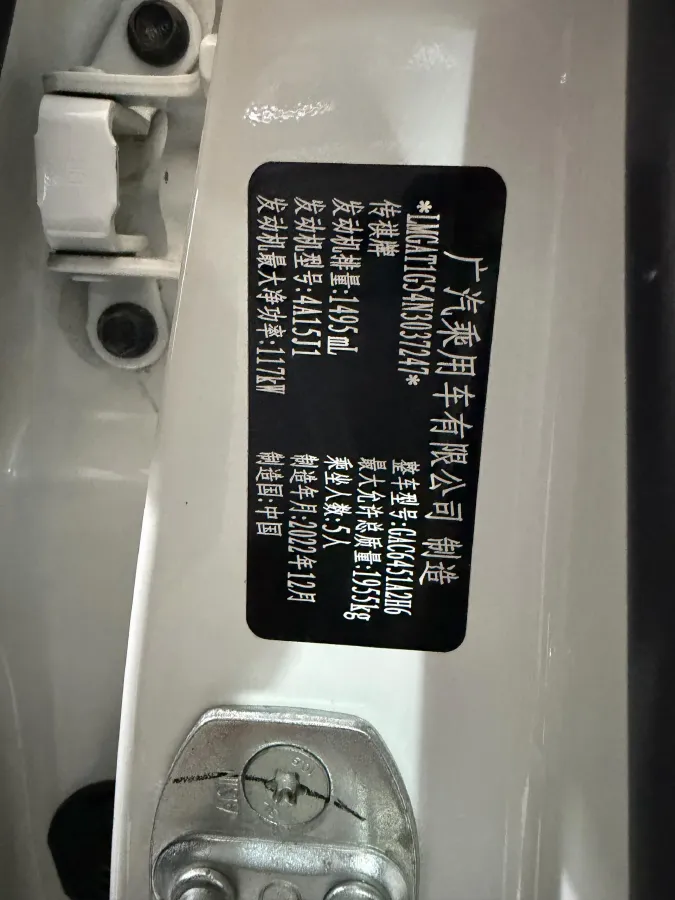 广汽乘用车有限公司 制造
*LMGAT1G54N3037247* 整车型号:GAC6451A2H6
传祺牌 最大允许总质量:1955kg
发动机排量:1495mL 乘坐人数:5人
发动机型号:4A15J1 制造年月:2022年12月
发动机最大净功率:117kW 制造国:中国